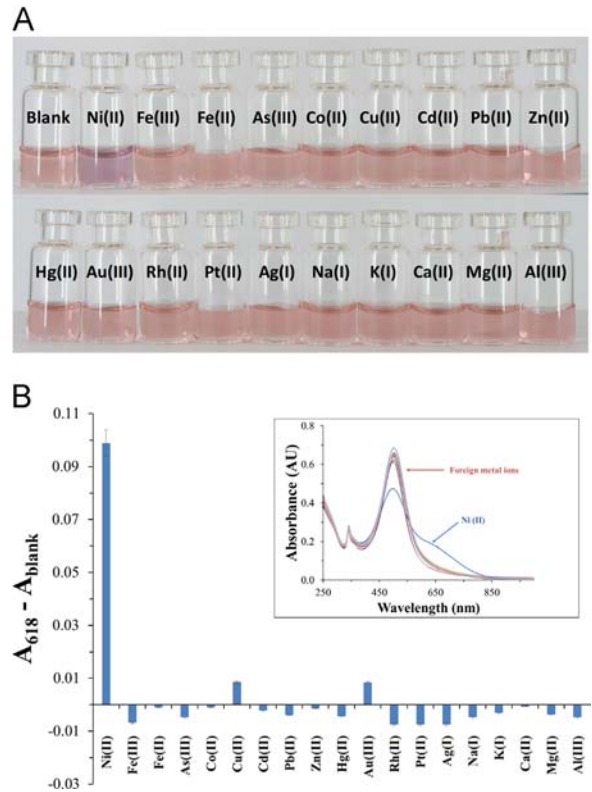 A
Blank Ni(II) Fe(III) Fe(II) As(III) Co(II) Cu(II) Cd(II) Pb(II) Zn(II)
Hg(II) Au(III) Rh(II) Pt(II) Ag(I) Na(I) K(I) Ca(II) Mg(II) Al(III)
B
0.11
0.09
0.07
0.05
0.03
0.01
-0.01
-0.03
A618 - Ablank
Ni(II) Fe(III) Fe(II) As(III) Co(II) Cu(II) Cd(II) Pb(II) Zn(II) Hg(II) Au(III) Rh(II) Pt(II) Ag(I) Na(I) K(I) Ca(II) Mg(II) Al(III)
0.8
0.6
0.4
0.2
0.0
Absorbance (AU)
Foreign metal ions
Ni (II)
250 450 650 850
Wavelength (nm)